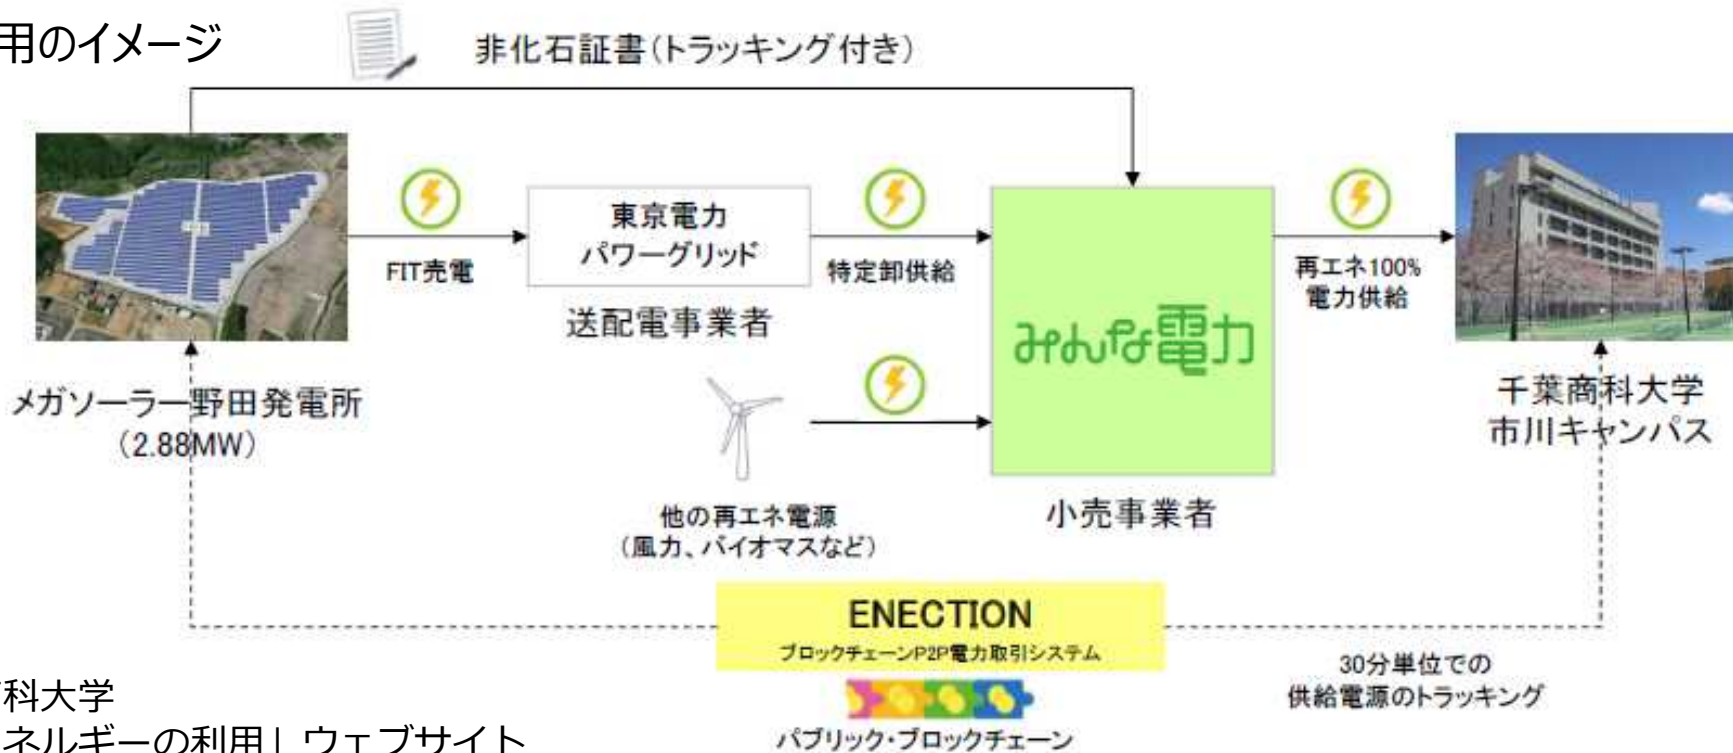 用のイメージ
非化石証書（トラッキング付き）
東京電力
パワーグリッド
FIT売電
特定卸供給
再エネ100%
電力供給
送配電事業者
みんな電力
メガソーラー野田発電所
（2.88MW）
千葉商科大学
市川キャンパス
他の再エネ電源
（風力、バイオマスなど）
小売事業者
ENECTION
ブロックチェーンP2P電力取引システム
30分単位での
供給電源のトラッキング
科大学
ネルギーの利用」ウェブサイト
パブリック・ブロックチェーン